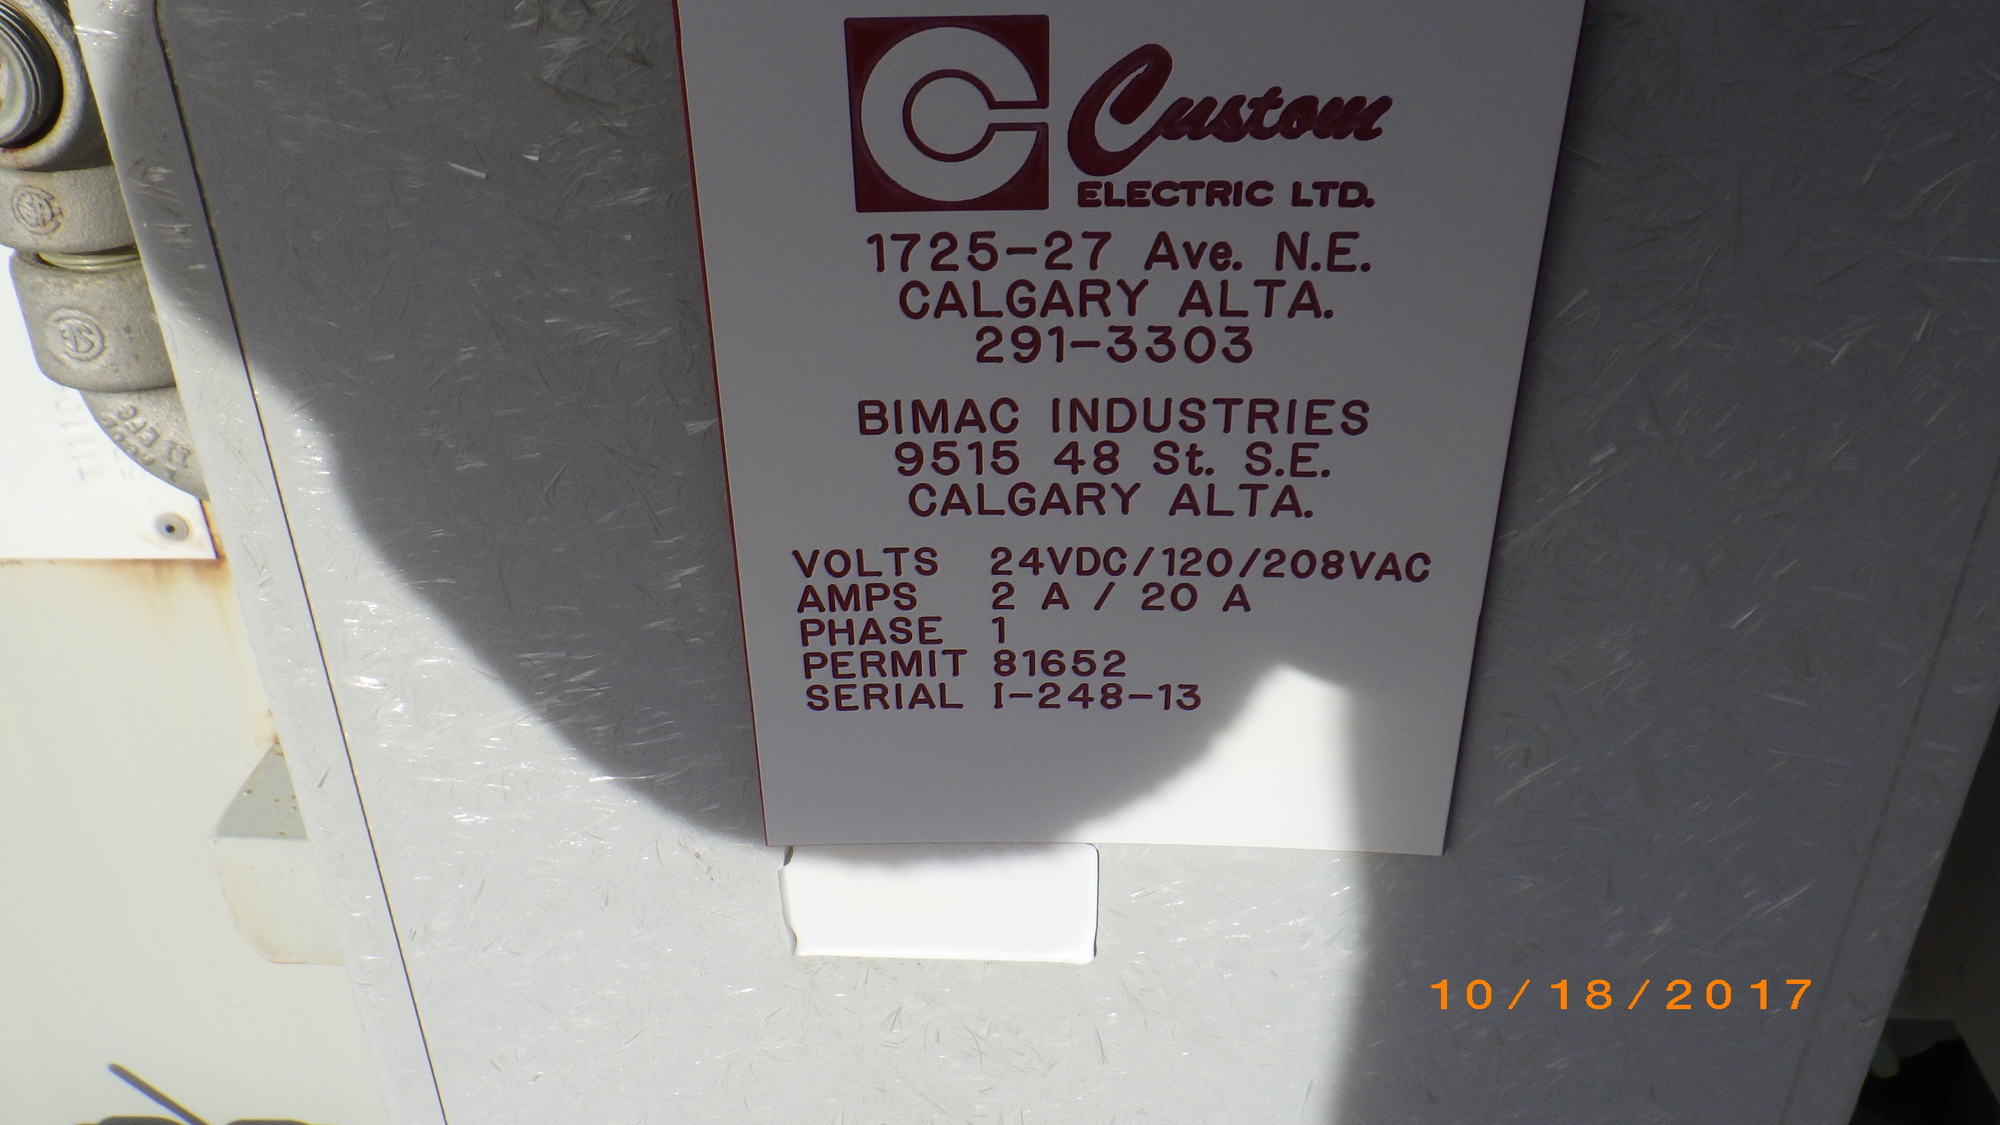 Custom
ELECTRIC LTD.
1725-27 Ave. N.E.
CALGARY ALTA.
291-3303
BIMAC INDUSTRIES
9515 48 St. S.E.
CALGARY ALTA.
VOLTS 24VDC/120/208VAC
AMPS 2 A / 20 A
PHASE 1
PERMIT 81652
SERIAL I-248-13
10/18/2017